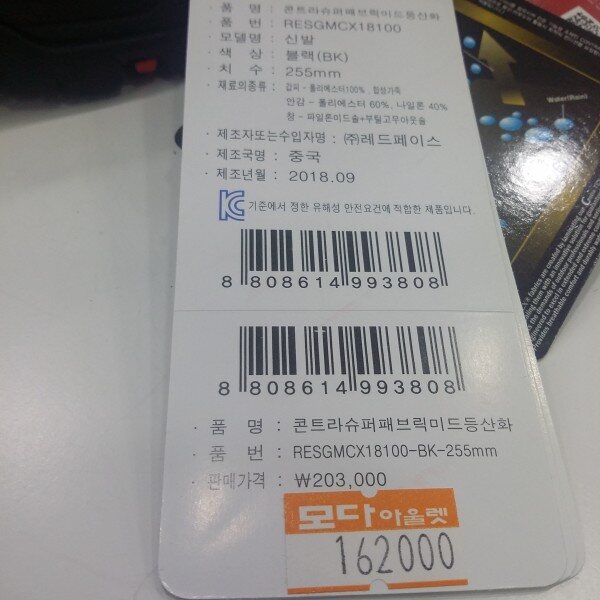 · 품 명 : 콘트라슈퍼패브릭미드등산화
· 품 번 : RESGMCX18100
· 모델명 : 신발
· 색 상 : 블랙(BK)
· 치 수 : 255mm
· 재료의종류 : 겉피 - 폴리에스터100%, 합성가죽
안감 - 폴리에스터 60%, 나일론 40%
창 - 파일론미드솔+부틸고무아웃솔
· 제조자또는수입자명 : ㈜레드페이스
· 제조국명 : 중국
· 제조년월 : 2018.09
기준에서 정한 유해성 안전요건에 적합한 제품입니다.
8 808614 993808
8 808614 993808
· 품 명 : 콘트라슈퍼패브릭미드등산화
· 품 번 : RESGMCX18100-BK-255mm
· 판매가격 : ₩203,000
모다아울렛
162000
Water(Rain)